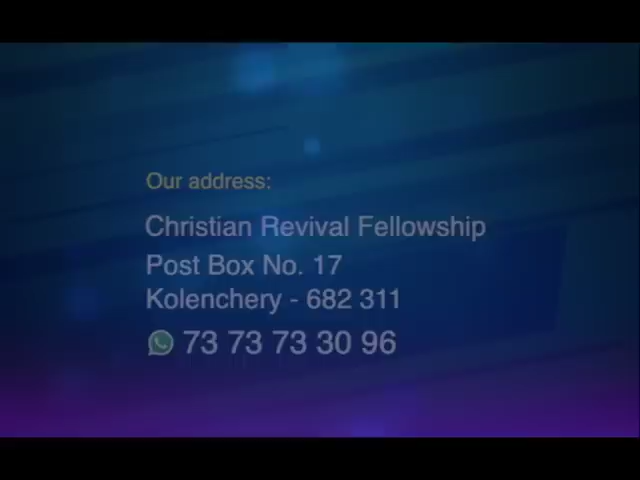 Our address:
Christian Revival Fellowship
Post Box No. 17
Kolenchery - 682 311
73 73 73 30 96